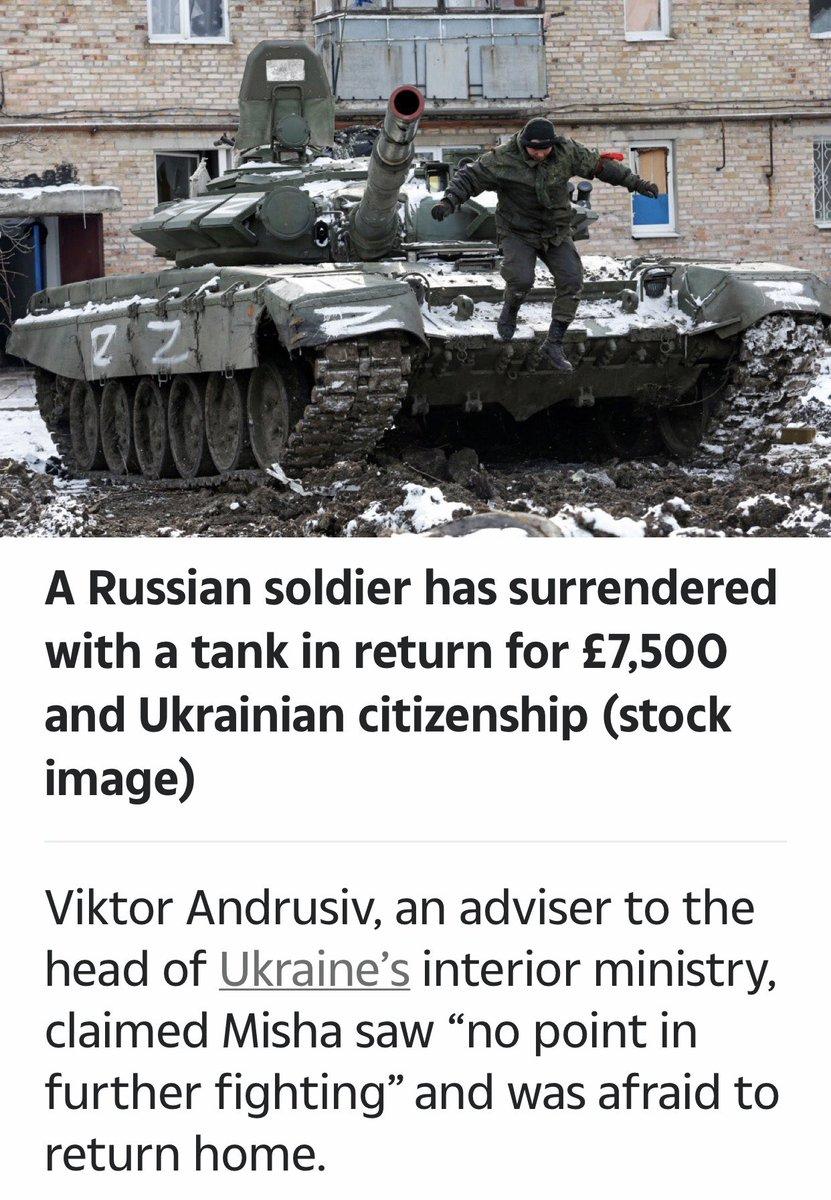 Z Z Z
A Russian soldier has surrendered
with a tank in return for £7,500
and Ukrainian citizenship (stock
image)
Viktor Andrusiv, an adviser to the
head of Ukraine’s interior ministry,
claimed Misha saw “no point in
further fighting” and was afraid to
return home.